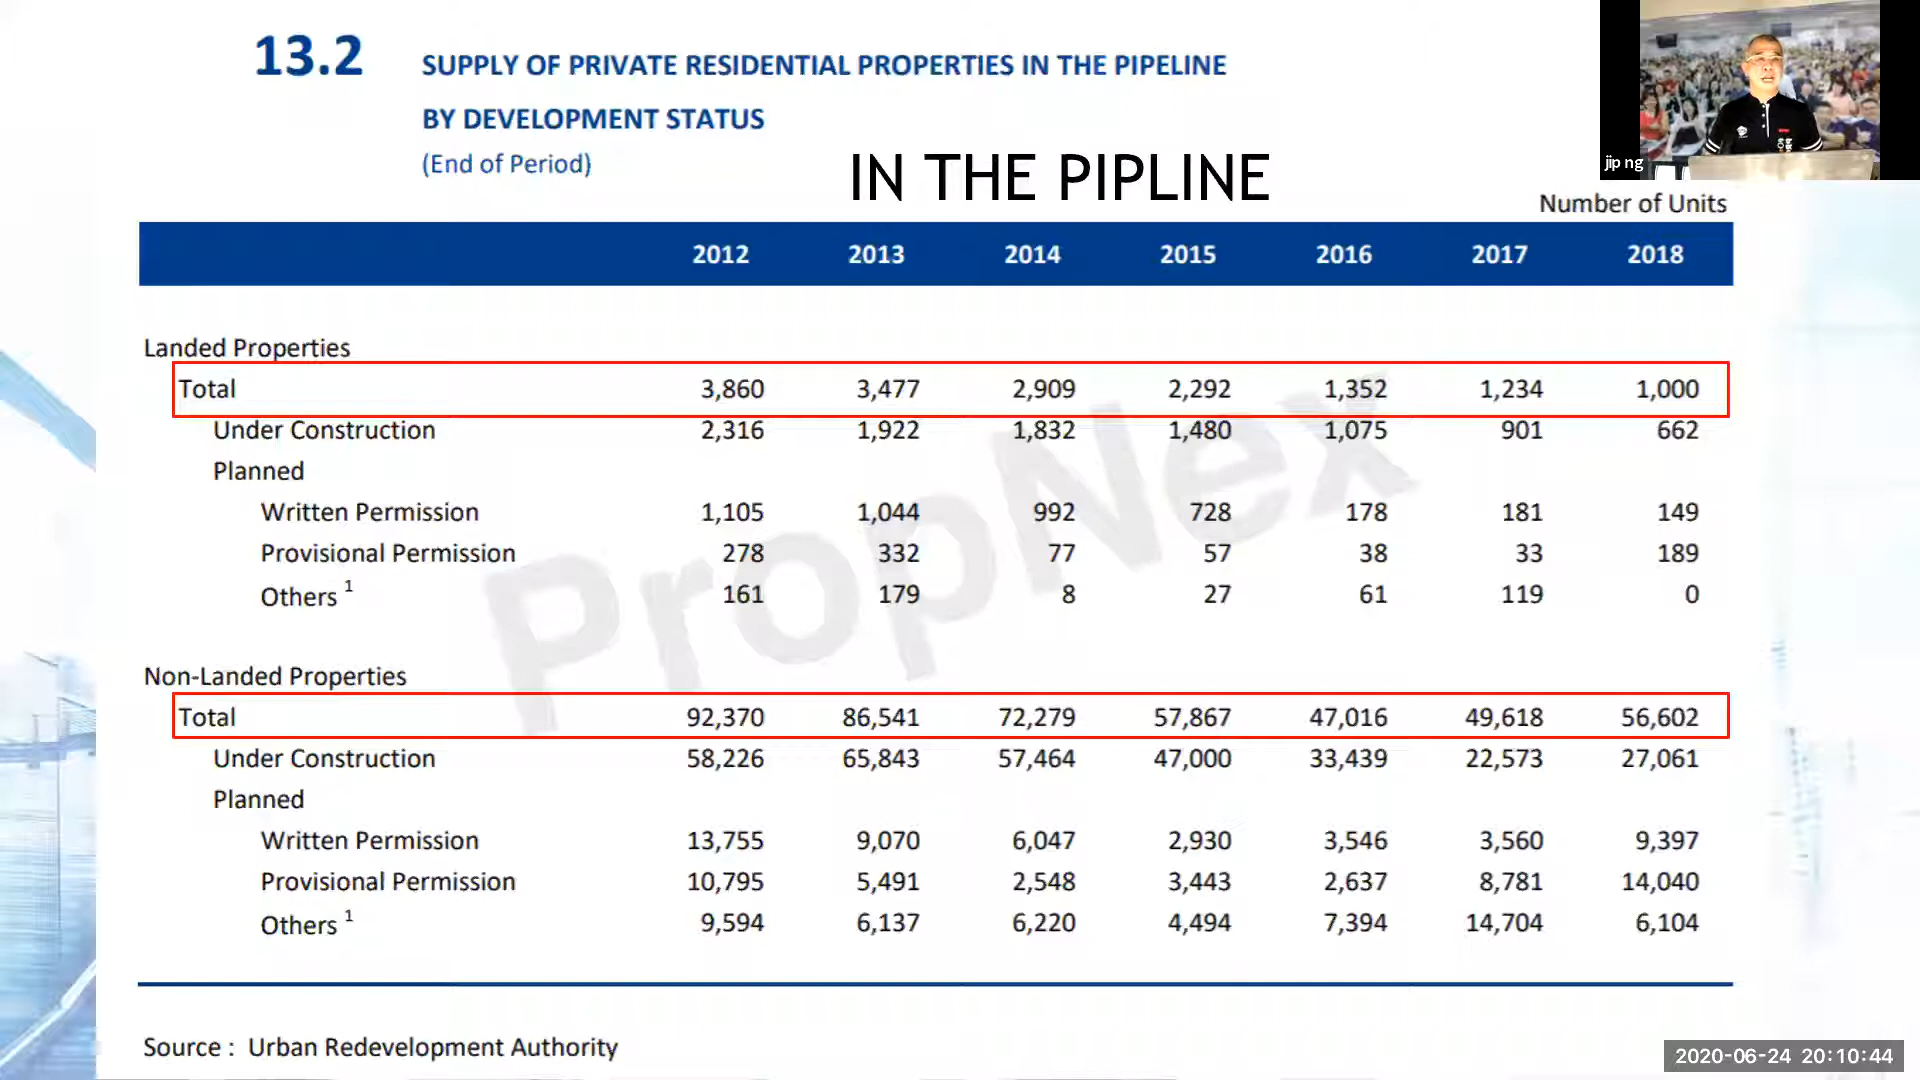 13.2 SUPPLY OF PRIVATE RESIDENTIAL PROPERTIES IN THE PIPELINE
BY DEVELOPMENT STATUS
(End of Period)
IN THE PIPLINE
jip ng
Number of Units
2012 2013 2014 2015 2016 2017 2018
Landed Properties
Total 3,860 3,477 2,909 2,292 1,352 1,234 1,000
Under Construction 2,316 1,922 1,832 1,480 1,075 901 662
Planned
Written Permission 1,105 1,044 992 728 178 181 149
Provisional Permission 278 332 77 57 38 33 189
Others 1 161 179 8 27 61 119 0
Non-Landed Properties
Total 92,370 86,541 72,279 57,867 47,016 49,618 56,602
Under Construction 58,226 65,843 57,464 47,000 33,439 22,573 27,061
Planned
Written Permission 13,755 9,070 6,047 2,930 3,546 3,560 9,397
Provisional Permission 10,795 5,491 2,548 3,443 2,637 8,781 14,040
Others 1 9,594 6,137 6,220 4,494 7,394 14,704 6,104
PropNex
Source : Urban Redevelopment Authority
2020-06-24 20:10:44